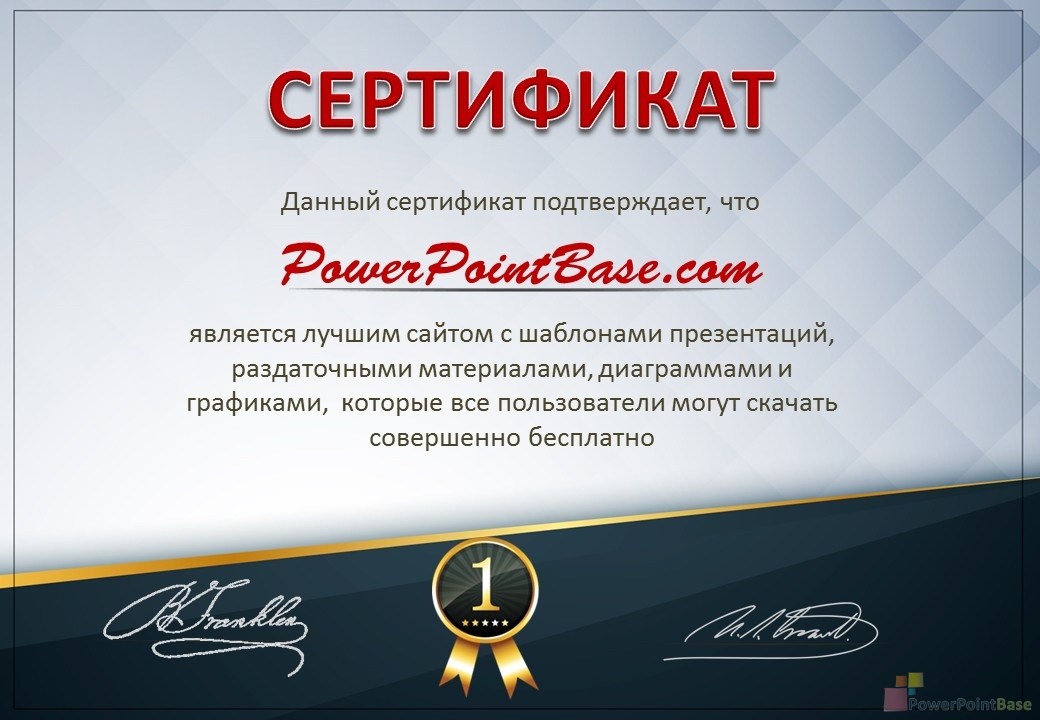 СЕРТИФИКАТ
Данный сертификат подтверждает, что
PowerPointBase.com
является лучшим сайтом с шаблонами презентаций,
раздаточными материалами, диаграммами и
графиками, которые все пользователи могут скачать
совершенно бесплатно
1
B Franklin
PowerPointBase